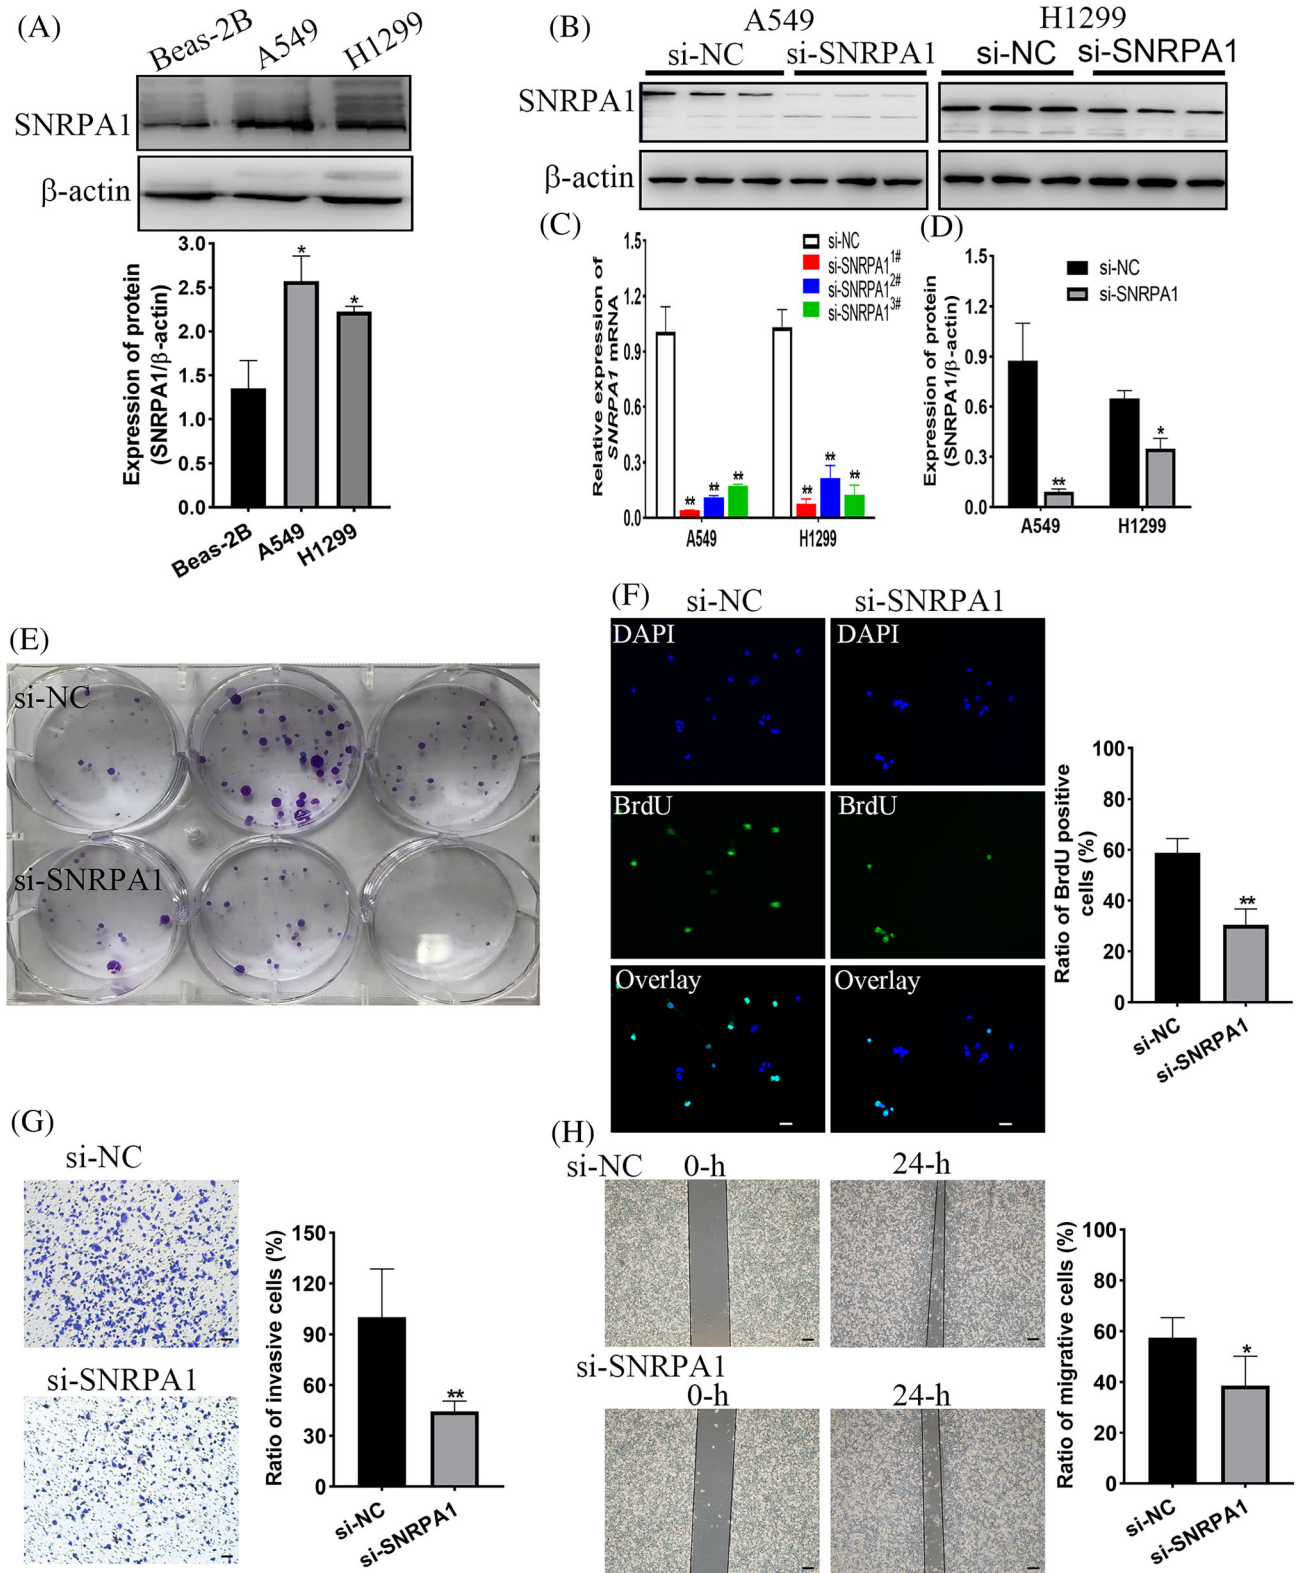 (A)
Beas-2B A549 H1299
SNRPA1
β-actin
Expression of protein
(SNRPA1/β-actin)
3.0
2.5
2.0
1.5
1.0
0.5
0.0
*
*
Beas-2B A549 H1299
(B)
A549 H1299
si-NC si-SNRPA1 si-NC si-SNRPA1
SNRPA1
β-actin
(C)
Relative expression of
SNRPA1 mRNA
1.5
1.2
0.9
0.6
0.3
0.0
si-NC
si-SNRPA1 1#
si-SNRPA1 2#
si-SNRPA1 3#
** ** ** ** ** **
A549 H1299
(D)
Expression of protein
(SNRPA1/β-actin)
1.5
1.2
0.9
0.6
0.3
0.0
si-NC
si-SNRPA1
** *
A549 H1299
(E)
si-NC
si-SNRPA1
(F)
si-NC si-SNRPA1
DAPI DAPI
BrdU BrdU
Overlay Overlay
Ratio of BrdU positive
cells (%)
100
80
60
40
20
0
**
si-NC si-SNRPA1
(G)
si-NC
si-SNRPA1
Ratio of invasive cells (%)
150
120
90
60
30
0
**
si-NC si-SNRPA1
(H)
si-NC 0-h 24-h
si-SNRPA1
0-h 24-h
Ratio of migrative cells (%)
100
80
60
40
20
0
*
si-NC si-SNRPA1